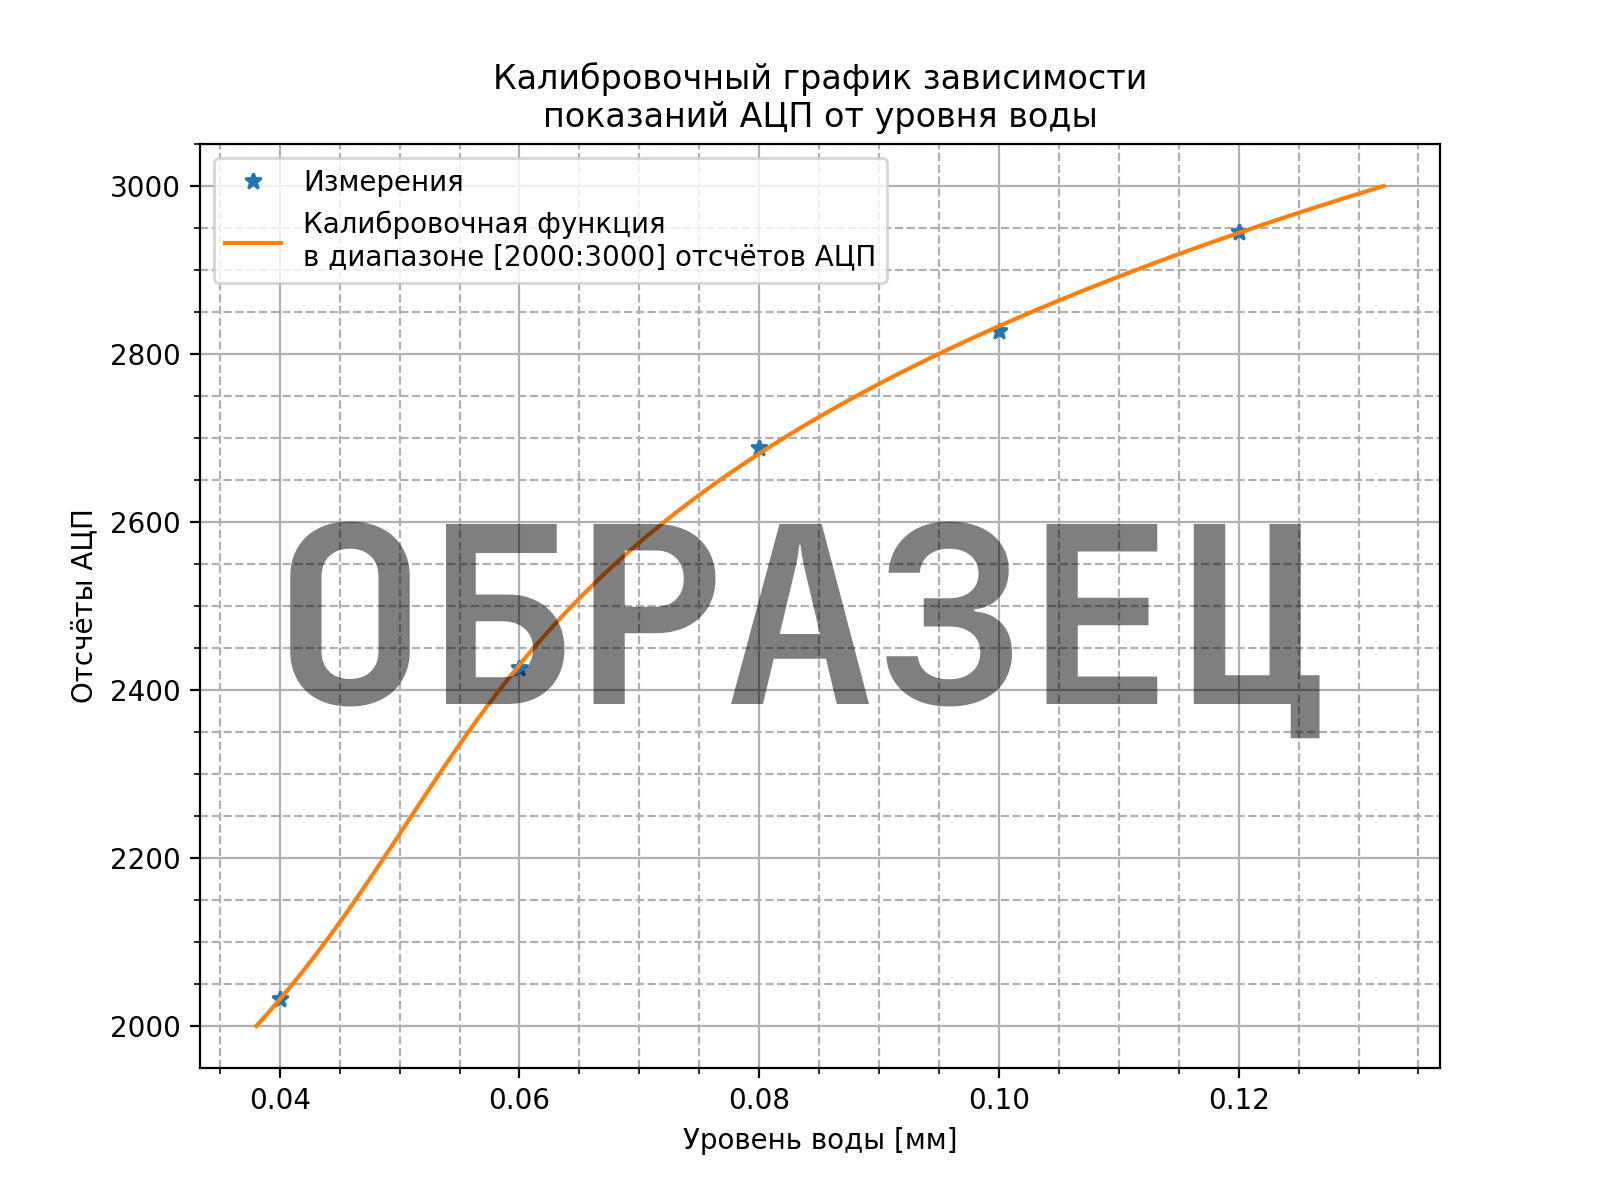 Калибровочный график зависимости
показаний АЦП от уровня воды
Измерения
Калибровочная функция
в диапазоне [2000:3000] отсчётов АЦП
3000
2800
2600
2400
2200
2000
Отсчёты АЦП
ОБРАЗЕЦ
0.04 0.06 0.08 0.10 0.12
Уровень воды [мм]